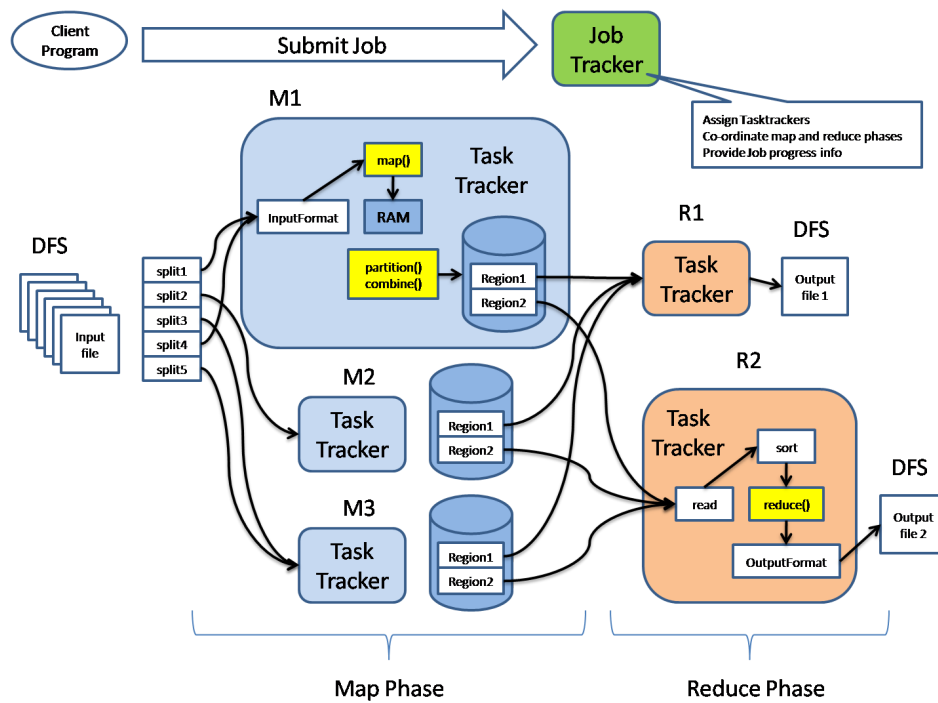 Client
Program
Submit Job
Job
Tracker
Assign Tasktrackers
Co-ordinate map and reduce phases
Provide Job progress info
M1
map()
Task
Tracker
InputFormat
RAM
partition()
combine()
Region1
Region2
DFS
Input
file
split1
split2
split3
split4
split5
M2
Task
Tracker
Region1
Region2
M3
Task
Tracker
Region1
Region2
R1
Task
Tracker
DFS
Output
file 1
R2
Task
Tracker
sort
read
reduce()
OutputFormat
DFS
Output
file 2
Map Phase
Reduce Phase